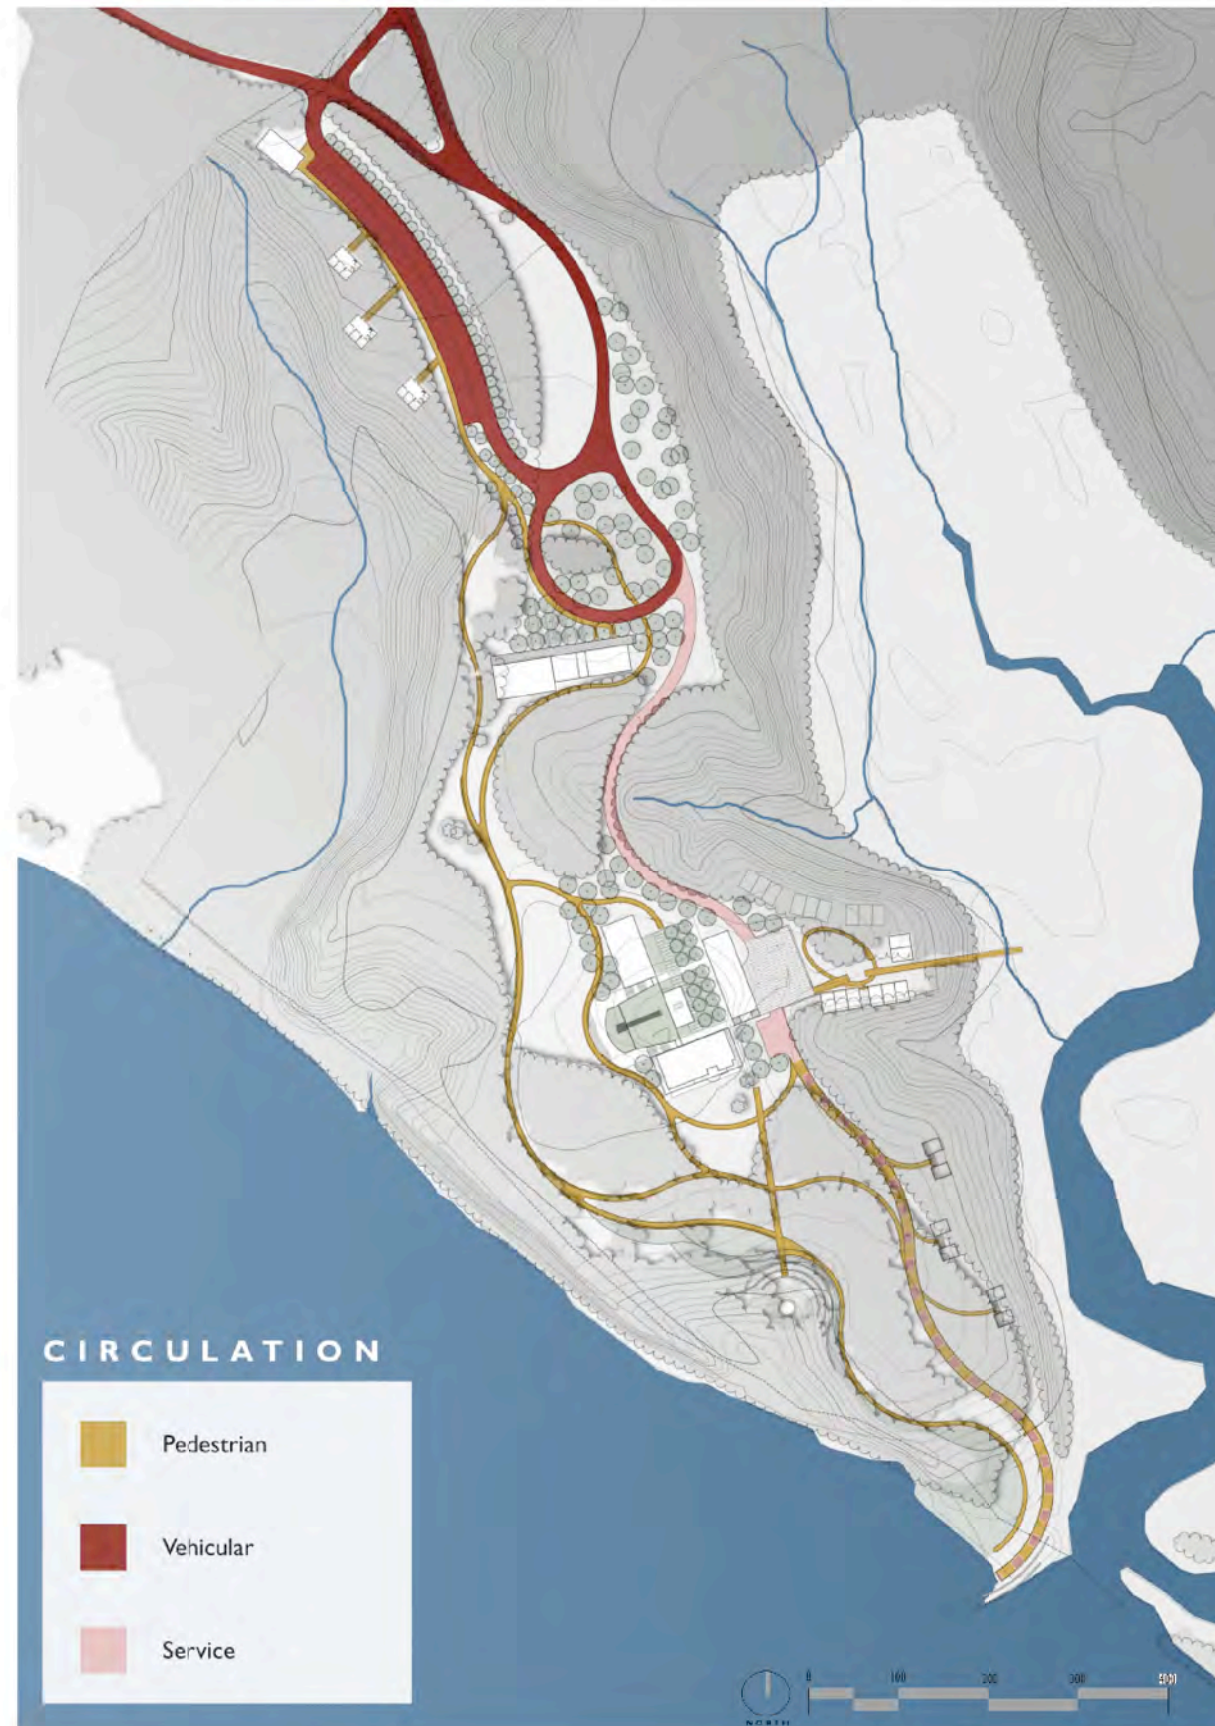 CIRCULATION
Pedestrian
Vehicular
Service
0 100 200 300
NORTH